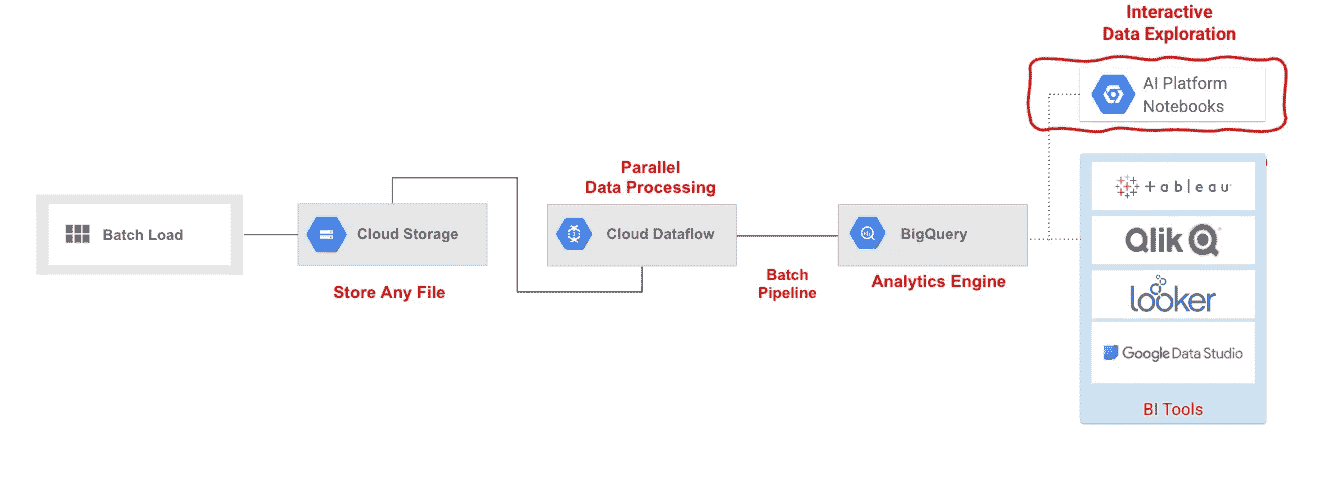 Interactive
Data Exploration
AI Platform
Notebooks
Parallel
Data Processing
Batch Load
Cloud Storage
Cloud Dataflow
BigQuery
Store Any File
Batch
Pipeline
Analytics Engine
+ableau
Qlik
looker
Google Data Studio
BI Tools